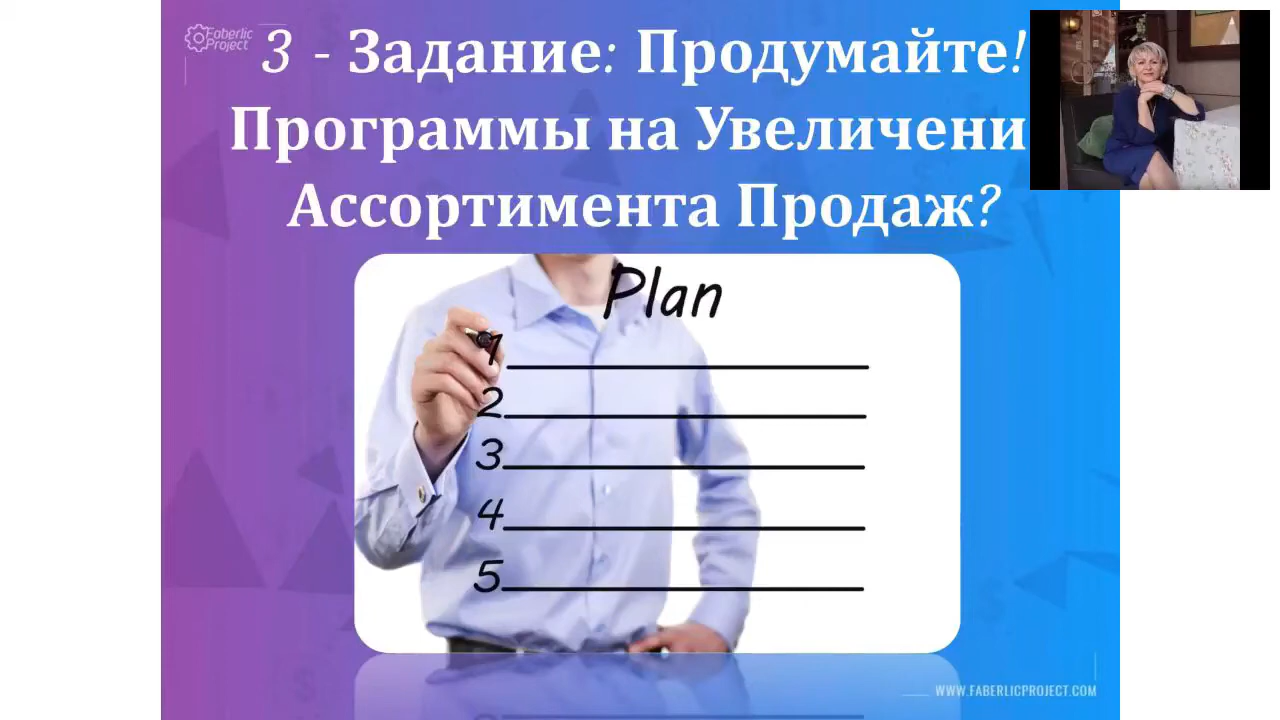 Faberlic
Project
3 - Задание: Продумайте!
Программы на Увеличени
Ассортимента Продаж?
Plan
1
2
3
4
5
WWW.FABERLICPROJECT.COM